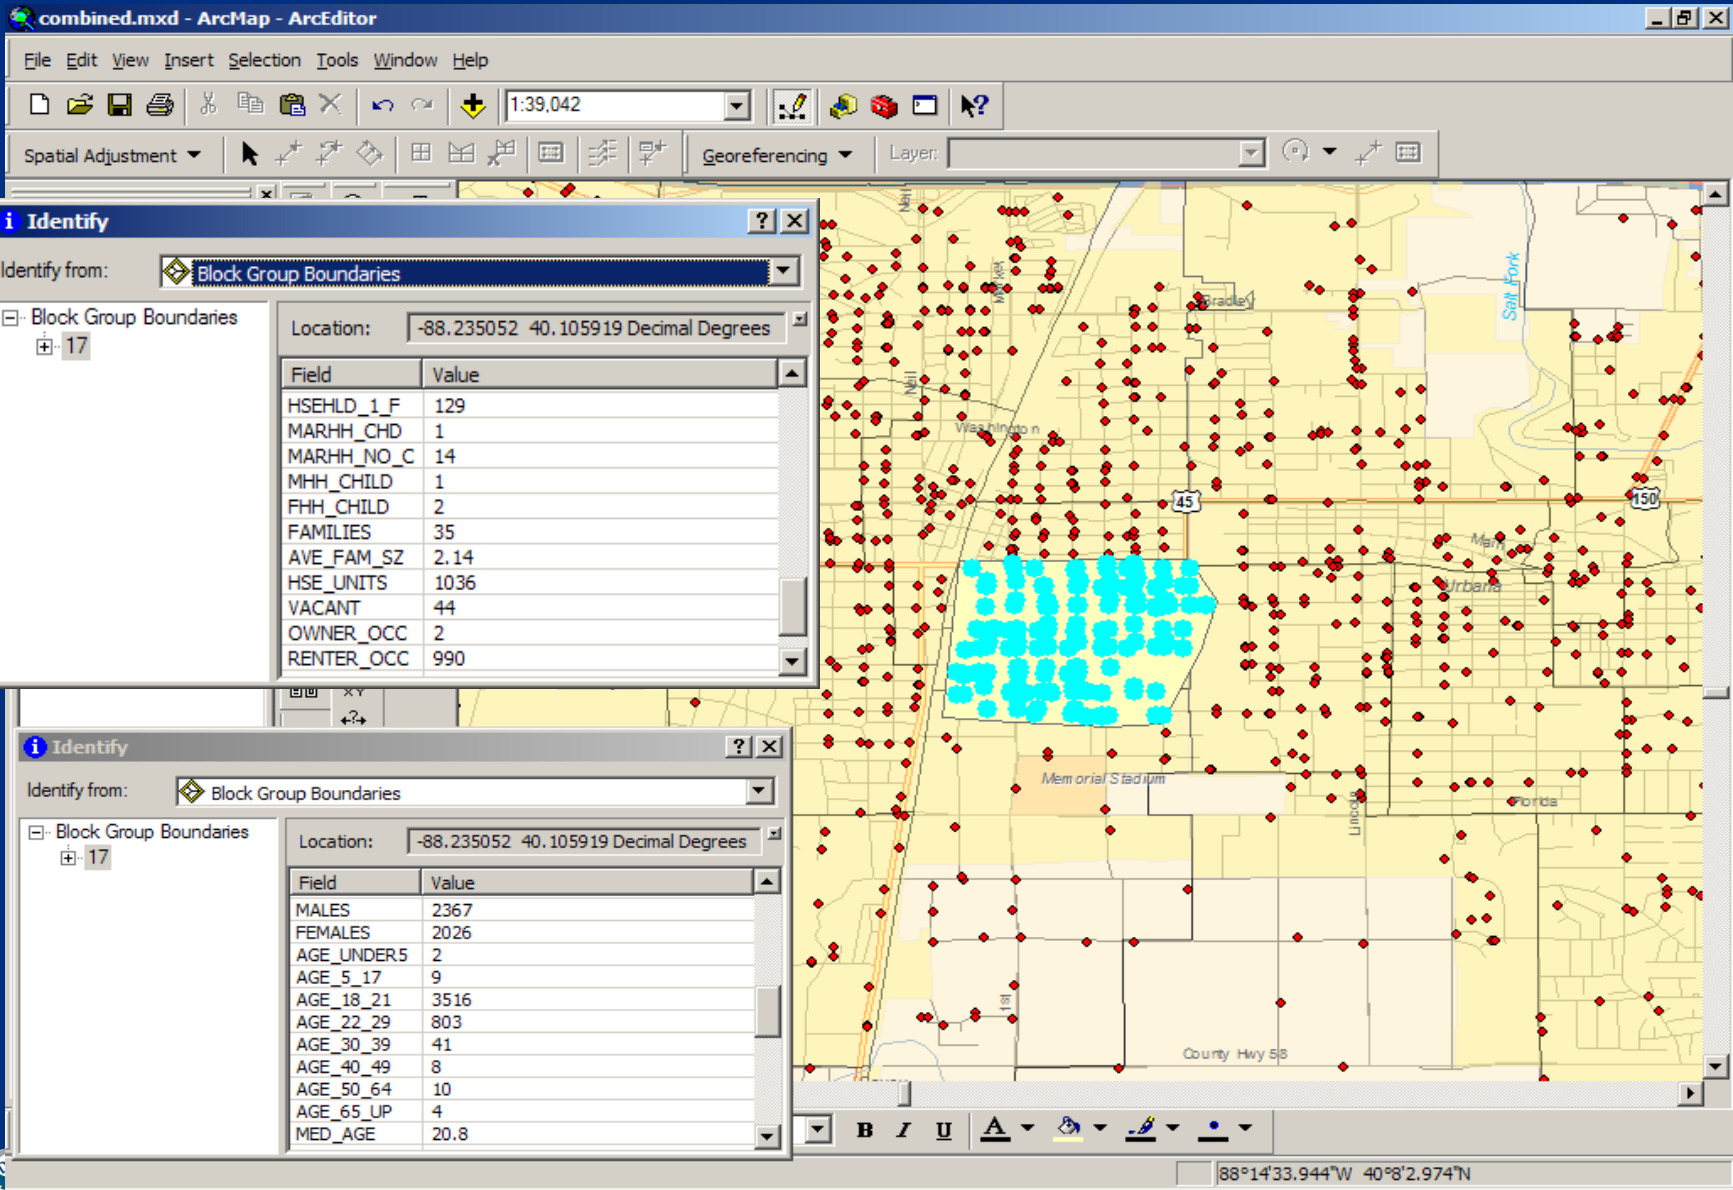 combined.mxd - ArcMap - ArcEditor
File Edit View Insert Selection Tools Window Help
1:39,042
Spatial Adjustment
Georeferencing
Layer:
Identify
Identify from:
Block Group Boundaries
Block Group Boundaries
17
Location:
-88.235052 40.105919 Decimal Degrees
Field Value
HSEHLD_1_F 129
MARHH_CHD 1
MARHH_NO_C 14
MHH_CHILD 1
FHH_CHILD 2
FAMILIES 35
AVE_FAM_SZ 2.14
HSE_UNITS 1036
VACANT 44
OWNER_OCC 2
RENTER_OCC 990
Identify
Identify from:
Block Group Boundaries
Block Group Boundaries
17
Location:
-88.235052 40.105919 Decimal Degrees
Field Value
MALES 2367
FEMALES 2026
AGE_UNDER5 2
AGE_5_17 9
AGE_18_21 3516
AGE_22_29 803
AGE_30_39 41
AGE_40_49 8
AGE_50_64 10
AGE_65_UP 4
MED_AGE 20.8
Neil
Market
Bradley
Salt Fork
Neil
Washington
45
150
Main
Urbana
Memorial Stadium
Lincoln
Florida
1st
County Hwy 58
B I U A
88°14'33.944"W 40°8'2.974"N